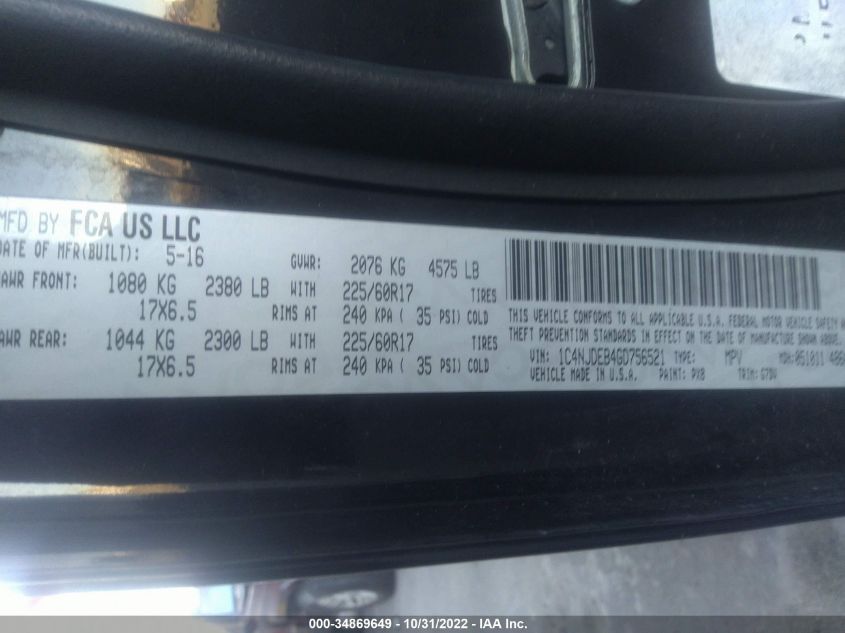 MFD BY FCA US LLC
DATE OF MFR(BUILT): 5-16 GVWR: 2076 KG 4575 LB
GAWR FRONT: 1080 KG 2380 LB WITH 225/60R17 TIRES
17X6.5 RIMS AT 240 KPA ( 35 PSI) COLD
GAWR REAR: 1044 KG 2300 LB WITH 225/60R17 TIRES
17X6.5 RIMS AT 240 KPA ( 35 PSI) COLD
THIS VEHICLE CONFORMS TO ALL APPLICABLE U.S.A. FEDERAL MOTOR VEHICLE SAFETY AND
THEFT PREVENTION STANDARDS IN EFFECT ON THE DATE OF MANUFACTURE SHOWN ABOVE.
VIN: 1C4NJDEB4GD756521 TYPE: MPV MDH: 051011
VEHICLE MADE IN U.S.A. PAINT: PX8 TRIM:
000-34869649 - 10/31/2022 - IAA Inc.